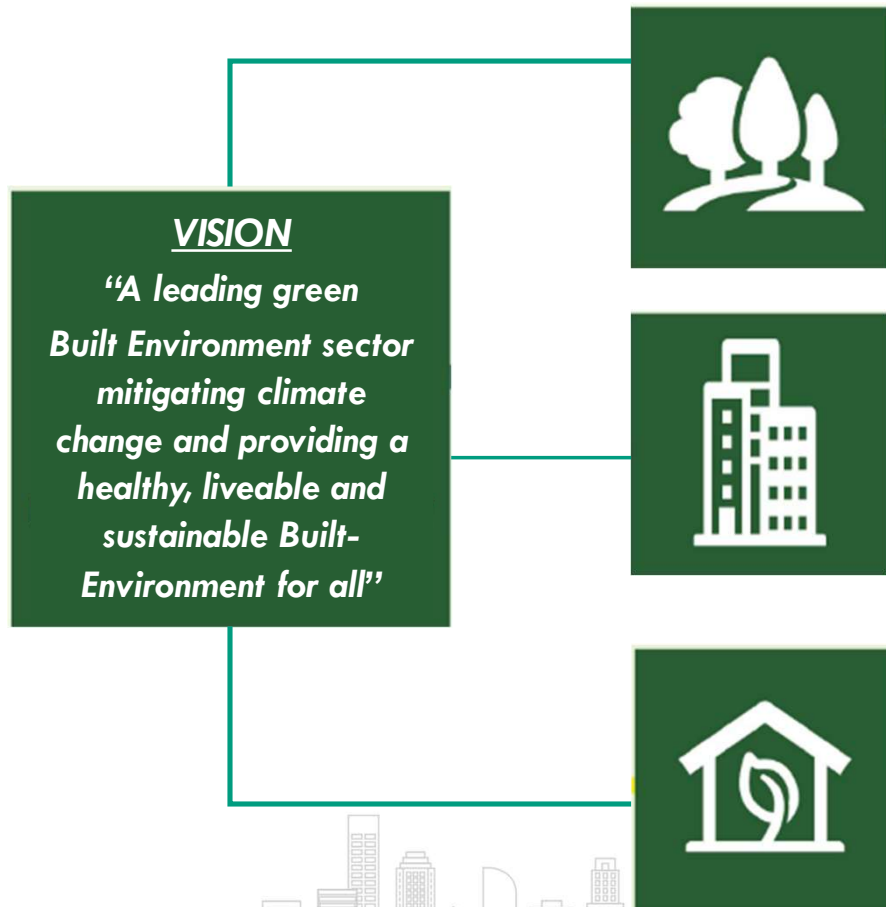 VISION
“A leading green
Built Environment sector
mitigating climate
change and providing a
healthy, liveable and
sustainable Built-
Environment for all”